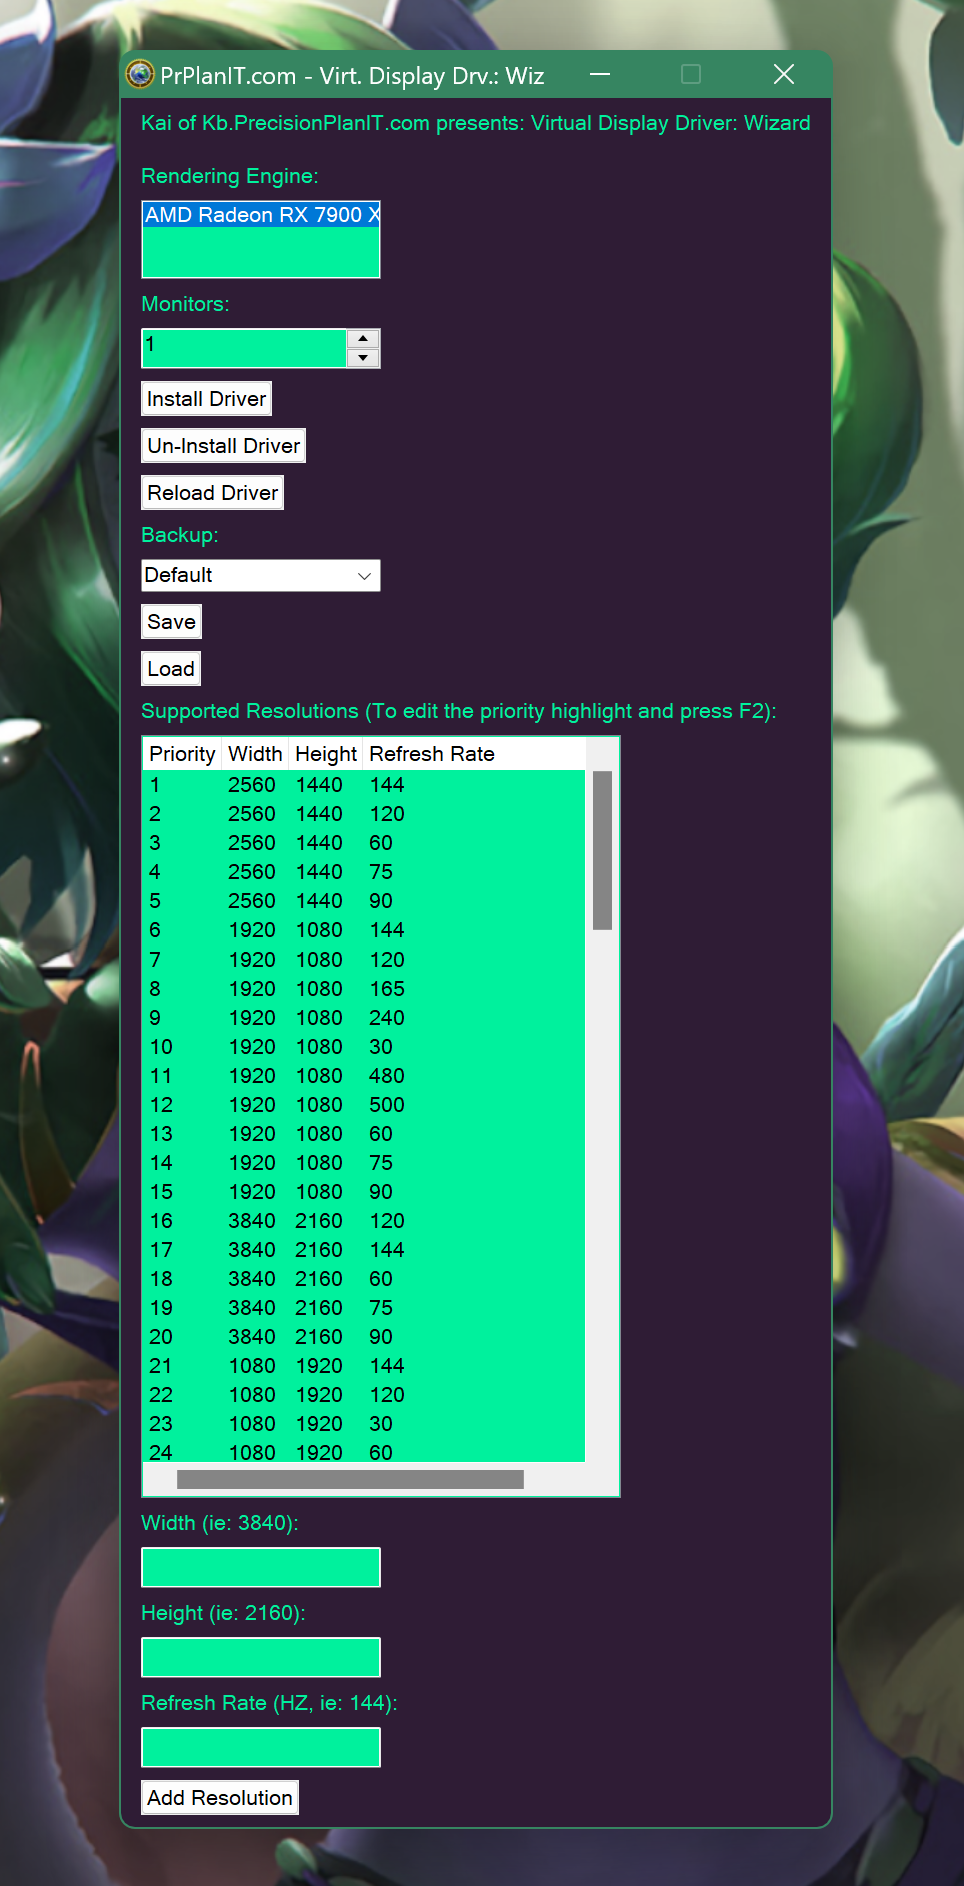 PrPlanIT.com - Virt. Display Drv.: Wiz
Kai of Kb.PrecisionPlanIT.com presents: Virtual Display Driver: Wizard
Rendering Engine:
AMD Radeon RX 7900 X
Monitors:
1
Install Driver
Un-Install Driver
Reload Driver
Backup:
Default
Save
Load
Supported Resolutions (To edit the priority highlight and press F2):
Priority Width Height Refresh Rate
1 2560 1440 144
2 2560 1440 120
3 2560 1440 60
4 2560 1440 75
5 2560 1440 90
6 1920 1080 144
7 1920 1080 120
8 1920 1080 165
9 1920 1080 240
10 1920 1080 30
11 1920 1080 480
12 1920 1080 500
13 1920 1080 60
14 1920 1080 75
15 1920 1080 90
16 3840 2160 120
17 3840 2160 144
18 3840 2160 60
19 3840 2160 75
20 3840 2160 90
21 1080 1920 144
22 1080 1920 120
23 1080 1920 30
24 1080 1920 60
Width (ie: 3840):
Height (ie: 2160):
Refresh Rate (HZ, ie: 144):
Add Resolution